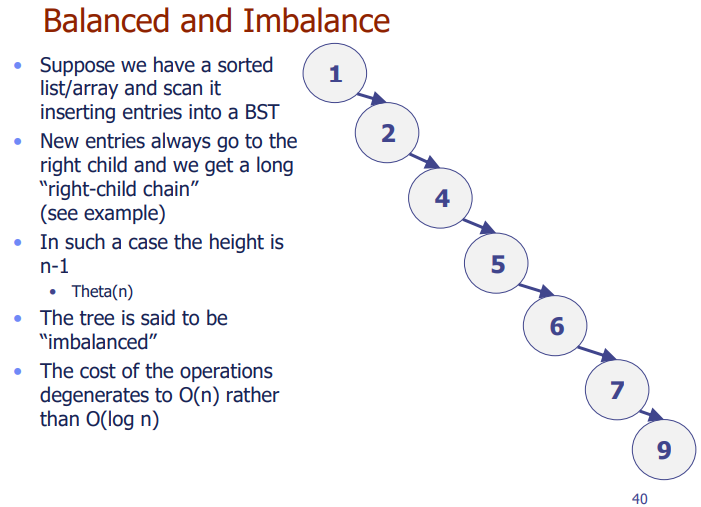 Balanced and Imbalance
• Suppose we have a sorted
list/array and scan it
inserting entries into a BST
• New entries always go to the
right child and we get a long
“right-child chain”
(see example)
• In such a case the height is
n-1
• Theta(n)
• The tree is said to be
“imbalanced”
• The cost of the operations
degenerates to O(n) rather
than O(log n)
1
2
4
5
6
7
9
40